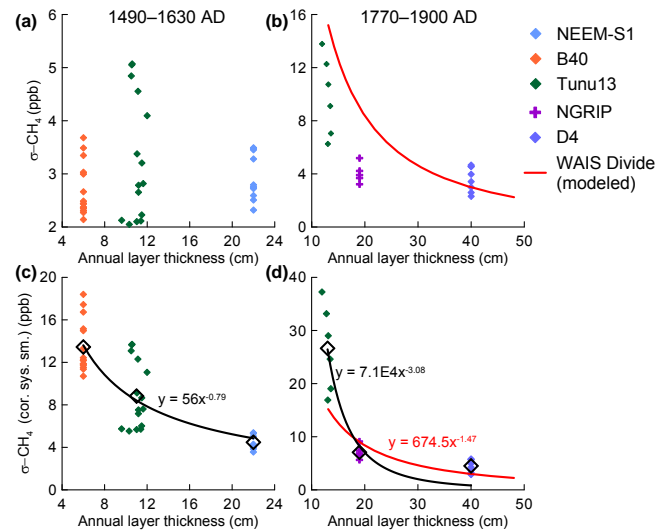 (a) 1490–1630 AD
σ–CH₄ (ppb)
6
5
4
3
2
4 8 12 16 20 24
Annual layer thickness (cm)
(b) 1770–1900 AD
16
12
8
4
0
10 20 30 40 50
Annual layer thickness (cm)
NEEM-S1
B40
Tunu13
NGRIP
D4
WAIS Divide
(modeled)
(c)
σ–CH₄ (cor. sys. sm.) (ppb)
20
16
12
8
4
0
y = 56x⁻⁰·⁷⁹
4 8 12 16 20 24
Annual layer thickness (cm)
(d)
40
30
20
10
0
y = 7.1E4x⁻³·⁰⁸
y = 674.5x⁻¹·⁴⁷
10 20 30 40 50
Annual layer thickness (cm)